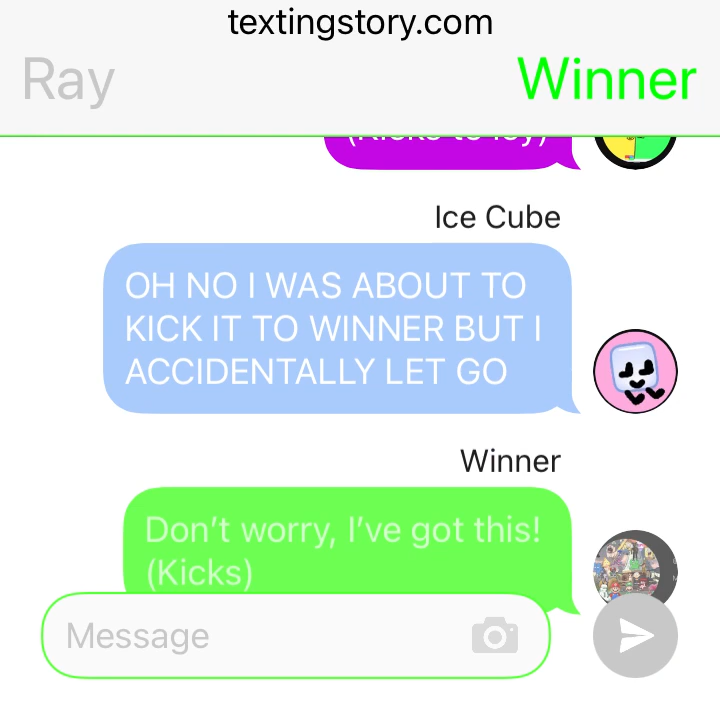 textingstory.com
Ray
Winner
Ice Cube
OH NO I WAS ABOUT TO
KICK IT TO WINNER BUT I
ACCIDENTALLY LET GO
Winner
Don't worry, I've got this!
(Kicks)
Message